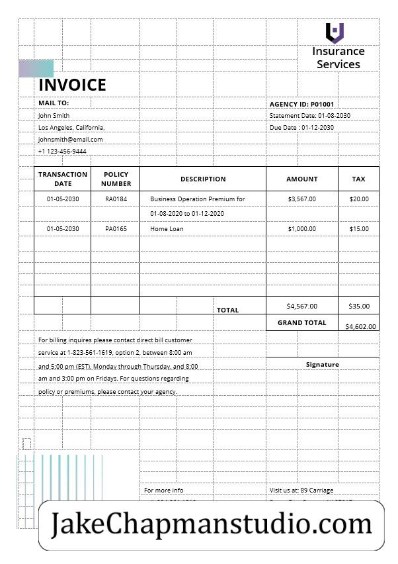 Insurance
Services
INVOICE
MAIL TO:
AGENCY ID: P01001
John Smith
Statement Date: 01-08-2030
Los Angeles, California,
Due Date : 01-12-2030
johnsmith@email.com
+1 123-456-9444
TRANSACTION DATE POLICY NUMBER DESCRIPTION AMOUNT TAX
01-05-2030 RA0184 Business Operation Premium for $3,567.00 $20.00
01-08-2020 to 01-12-2020
01-05-2030 PA0165 Home Loan $1,000.00 $15.00
TOTAL $4,567.00 $35.00
GRAND TOTAL $4,602.00
For billing inquires please contact direct bill customer
service at 1-823-561-1619, option 2, between 8:00 am
and 5:00 pm (EST), Monday through Thursday, and 8:00
am and 3:00 pm on Fridays. For questions regarding
policy or premiums, please contact your agency.
Signature
For more info
Visit us at: 89 Carriage
JakeChapmanstudio.com